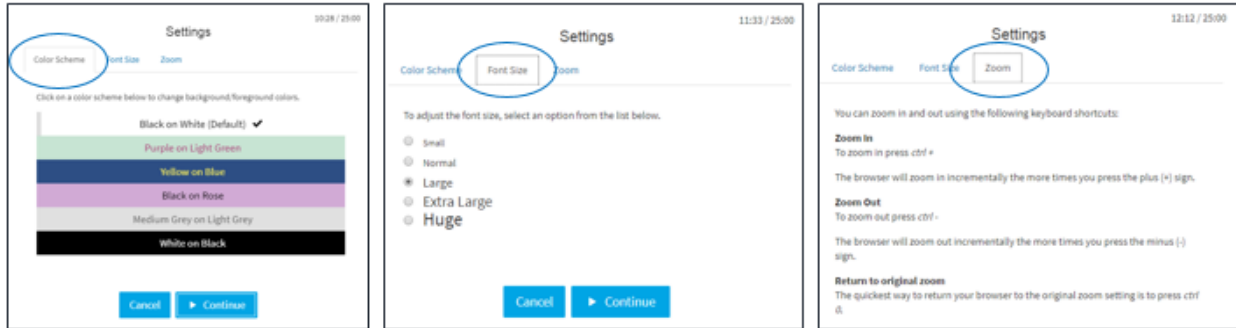 10:28 / 25:00
Settings
Color Scheme Font Size Zoom
Click on a color scheme below to change background/foreground colors.
Black on White (Default) ✔
Purple on Light Green
Yellow on Blue
Black on Rose
Medium Grey on Light Grey
White on Black
Cancel ► Continue
11:33 / 25:00
Settings
Color Scheme Font Size Zoom
To adjust the font size, select an option from the list below.
Small
Normal
Large
Extra Large
Huge
Cancel ► Continue
12:12 / 25:00
Settings
Color Scheme Font Size Zoom
You can zoom in and out using the following keyboard shortcuts:
Zoom In
To zoom in press ctrl +
The browser will zoom in incrementally the more times you press the plus (+) sign.
Zoom Out
To zoom out press ctrl -
The browser will zoom out incrementally the more times you press the minus (-)
sign.
Return to original zoom
The quickest way to return your browser to the original zoom setting is to press ctrl
0.